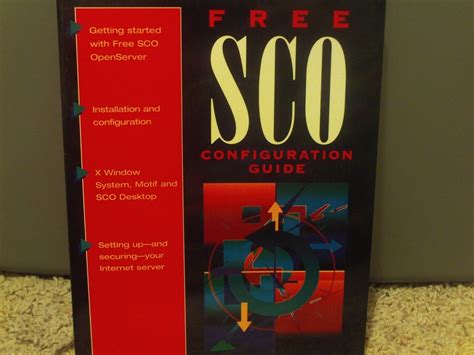 Getting started
with Free SCO
OpenServer
Installation and
configuration
X Window
System, Motif and
SCO Desktop
Setting up—and
securing—your
Internet server
FREE
SCO
CONFIGURATION
GUIDE